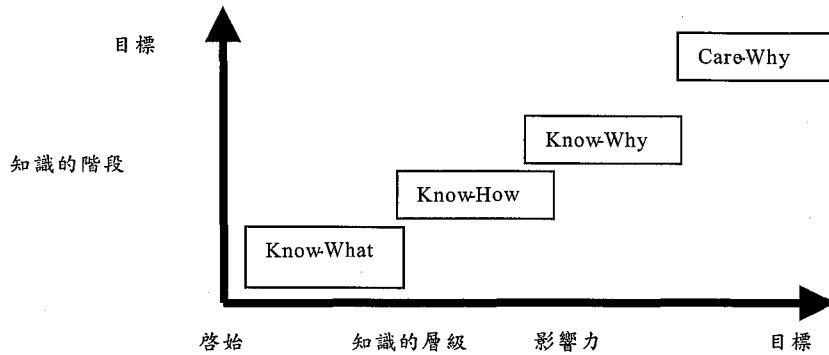 目標
Care-Why
Know-Why
知識的階段
Know-How
Know-What
啓始 知識的層級 影響力 目標